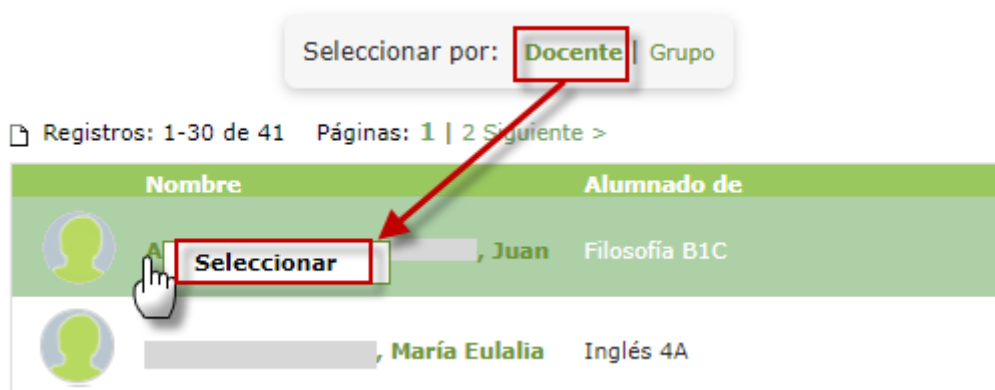 Seleccionar por: Docente | Grupo
Registros: 1-30 de 41 Páginas: 1 | 2 Siguiente >
Nombre Alumnado de
A Seleccionar , Juan Filosofía B1C
, María Eulalia Inglés 4A